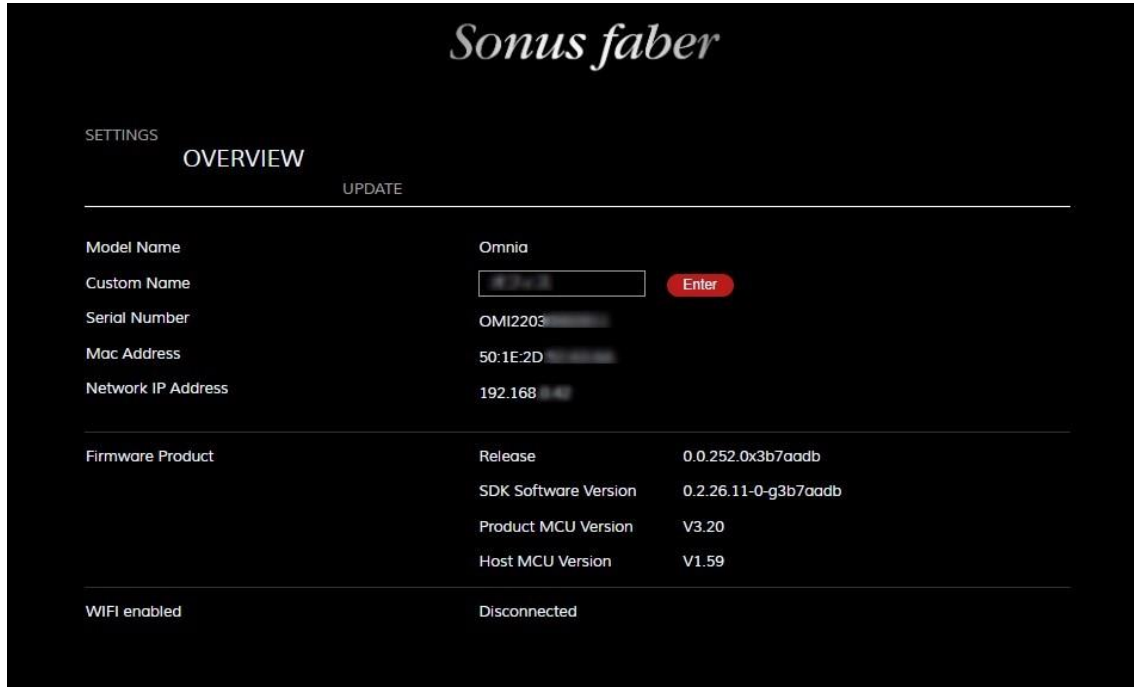 Sonus faber
SETTINGS
OVERVIEW
UPDATE
Model Name Omnia
Custom Name Enter
Serial Number OMI2203
Mac Address 50:1E:2D
Network IP Address 192.168
Firmware Product Release 0.0.252.0x3b7aadb
SDK Software Version 0.2.26.11-0-g3b7aadb
Product MCU Version V3.20
Host MCU Version V1.59
WIFI enabled Disconnected